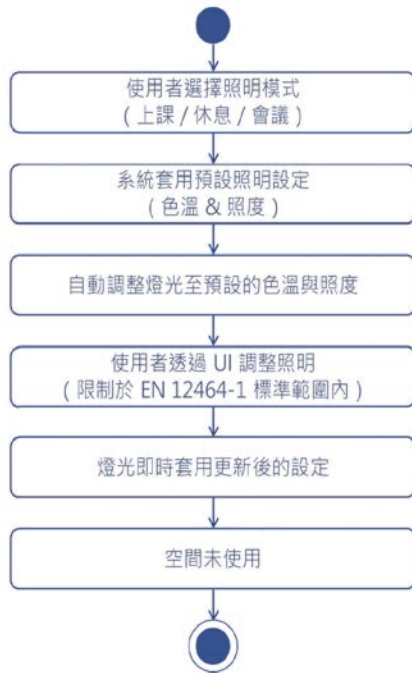 使用者選擇照明模式
( 上課 / 休息 / 會議 )
系統套用預設照明設定
( 色溫 & 照度 )
自動調整燈光至預設的色溫與照度
使用者透過 UI 調整照明
( 限制於 EN 12464-1 標準範圍內 )
燈光即時套用更新後的設定
空間未使用